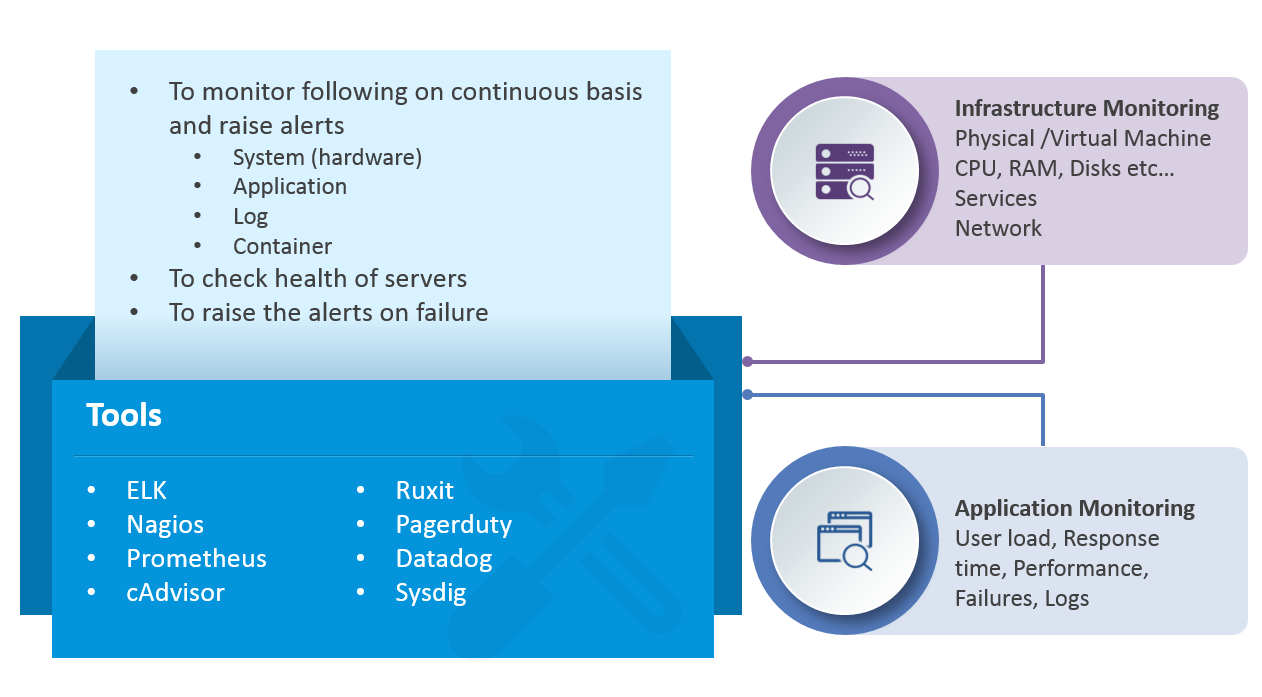 • To monitor following on continuous basis
and raise alerts
• System (hardware)
• Application
• Log
• Container
• To check health of servers
• To raise the alerts on failure
Tools
• ELK
• Nagios
• Prometheus
• cAdvisor
• Ruxit
• Pagerduty
• Datadog
• Sysdig
Infrastructure Monitoring
Physical /Virtual Machine
CPU, RAM, Disks etc...
Services
Network
Application Monitoring
User load, Response
time, Performance,
Failures, Logs